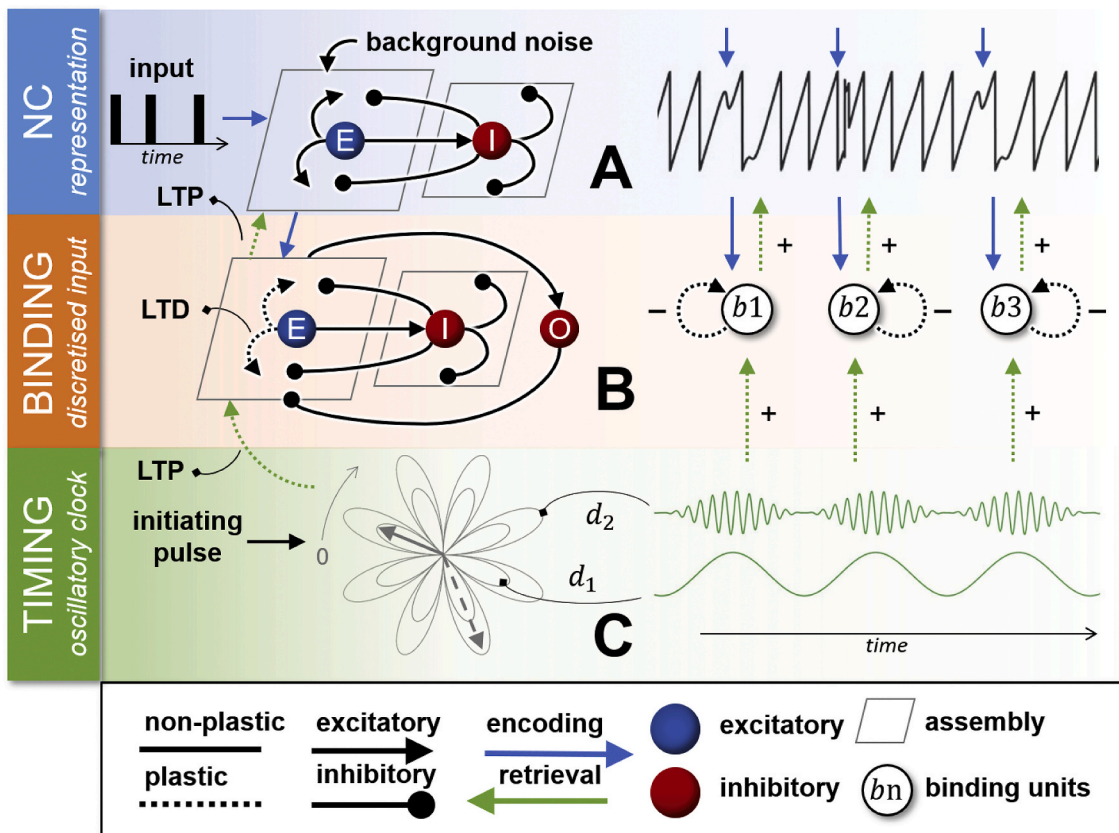 NC
representation
input
time
background noise
E
I
A
LTP
BINDING
discretised input
LTD
E
I
O
B
b1
b2
b3
+
+
+
−
−
−
+
+
+
TIMING
oscillatory clock
LTP
initiating
pulse
0
d2
d1
C
time
non-plastic
plastic
excitatory
inhibitory
encoding
retrieval
excitatory
inhibitory
assembly
bn
binding units